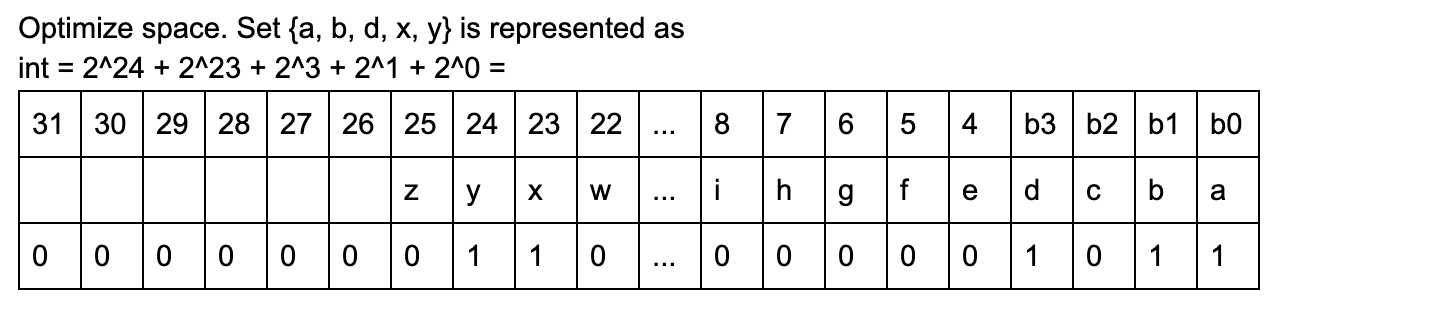 Optimize space. Set {a, b, d, x, y} is represented as
int = 2^24 + 2^23 + 2^3 + 2^1 + 2^0 =
31 30 29 28 27 26 25 24 23 22 ... 8 7 6 5 4 b3 b2 b1 b0
z y x w ... i h g f e d c b a
0 0 0 0 0 0 0 1 1 0 ... 0 0 0 0 0 1 0 1 1